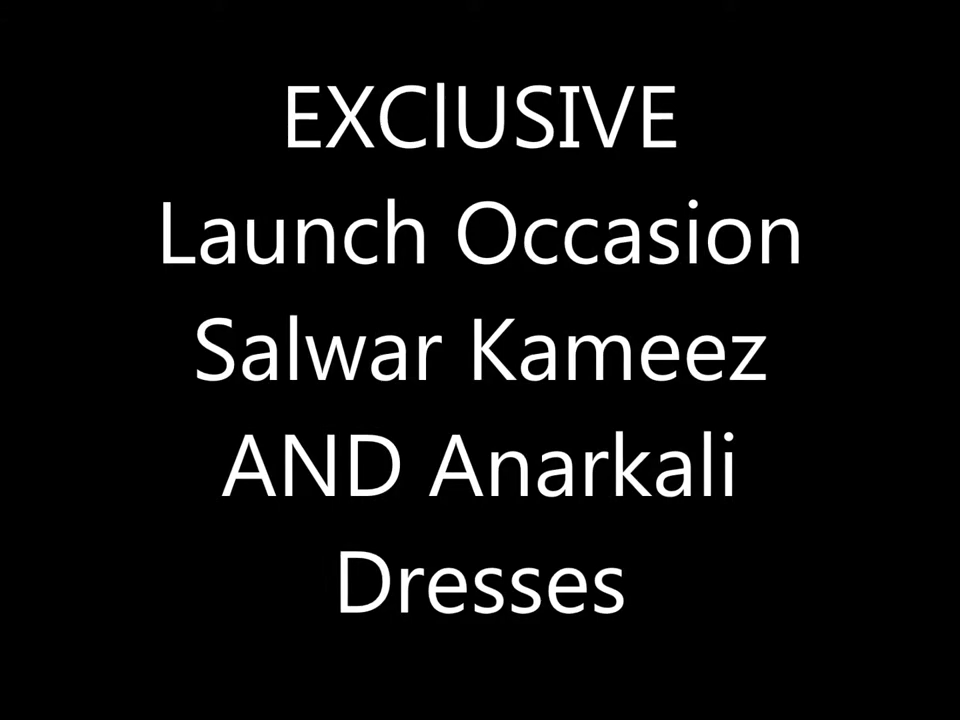 EXClUSIVE
Launch Occasion
Salwar Kameez
AND Anarkali
Dresses